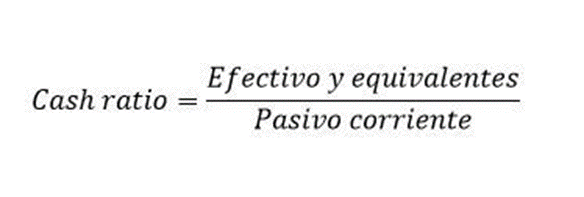 Cash ratio = Efectivo y equivalentes / Pasivo corriente